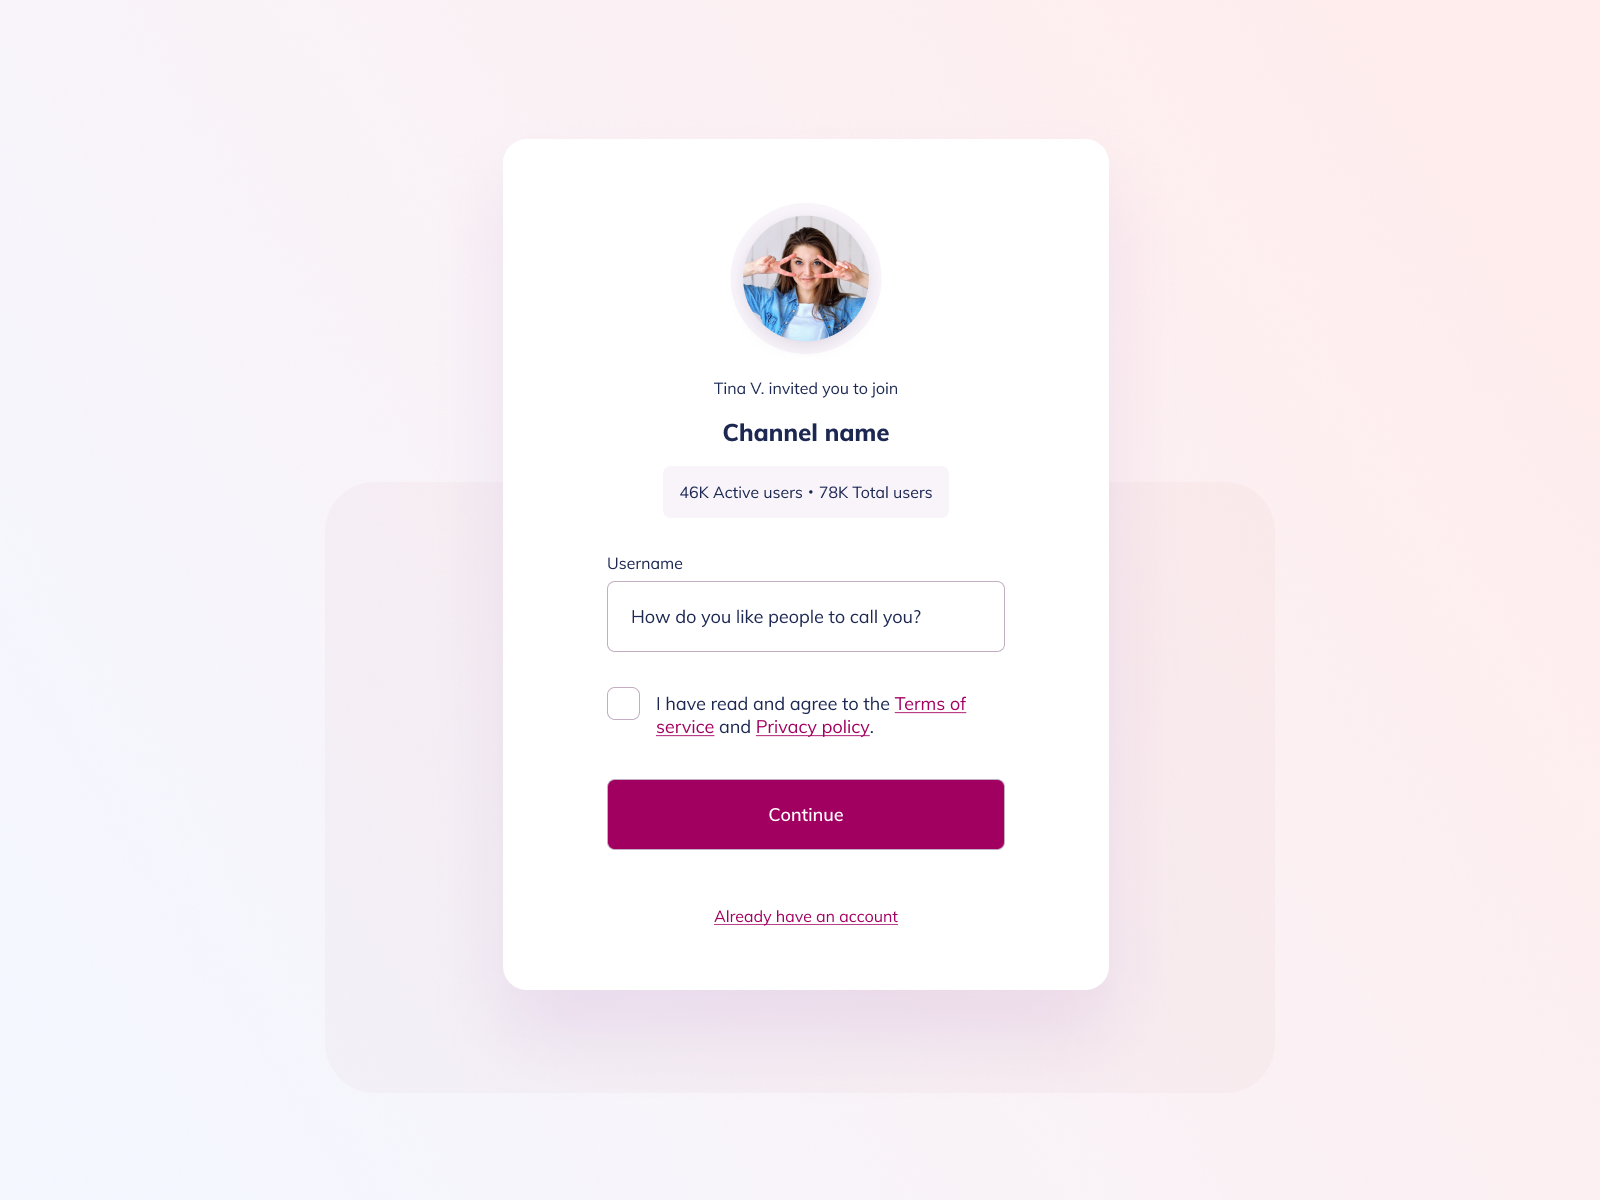 Tina V. invited you to join
Channel name
46K Active users • 78K Total users
Username
How do you like people to call you?
I have read and agree to the Terms of
service and Privacy policy.
Continue
Already have an account